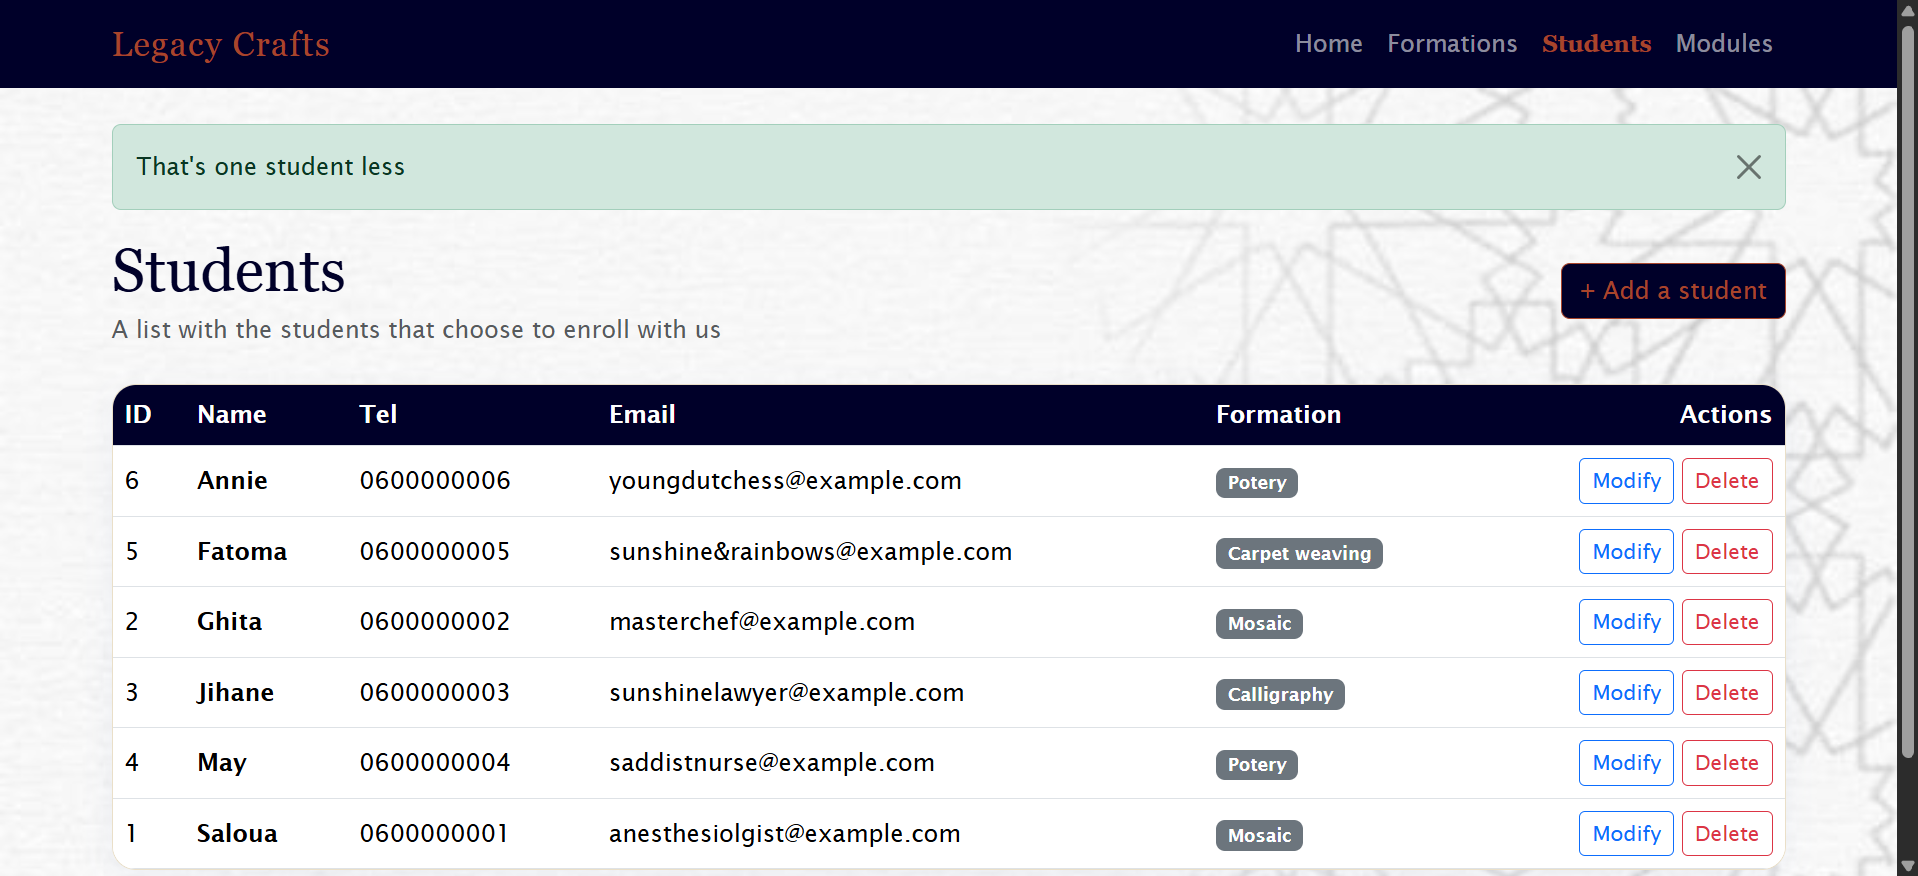 Legacy Crafts Home Formations Students Modules
That's one student less
Students
+ Add a student
A list with the students that choose to enroll with us
ID Name Tel Email Formation Actions
6 Annie 0600000006 youngdutchess@example.com Potery Modify Delete
5 Fatoma 0600000005 sunshine&rainbows@example.com Carpet weaving Modify Delete
2 Ghita 0600000002 masterchef@example.com Mosaic Modify Delete
3 Jihane 0600000003 sunshinelawyer@example.com Calligraphy Modify Delete
4 May 0600000004 saddistnurse@example.com Potery Modify Delete
1 Saloua 0600000001 anesthesiolgist@example.com Mosaic Modify Delete